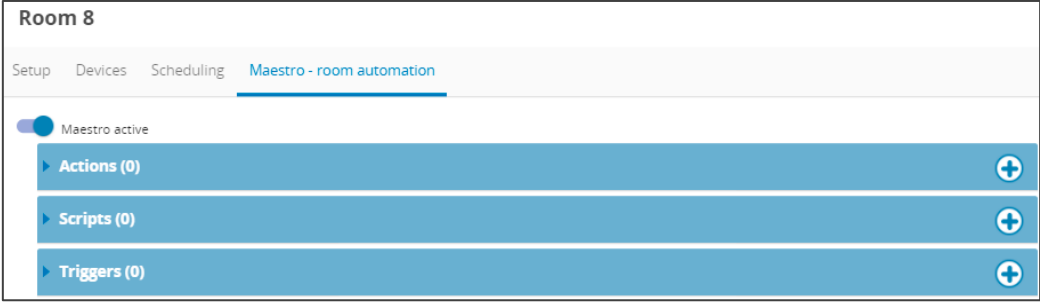 Room 8
Setup Devices Scheduling Maestro - room automation
Maestro active
Actions (0)
Scripts (0)
Triggers (0)